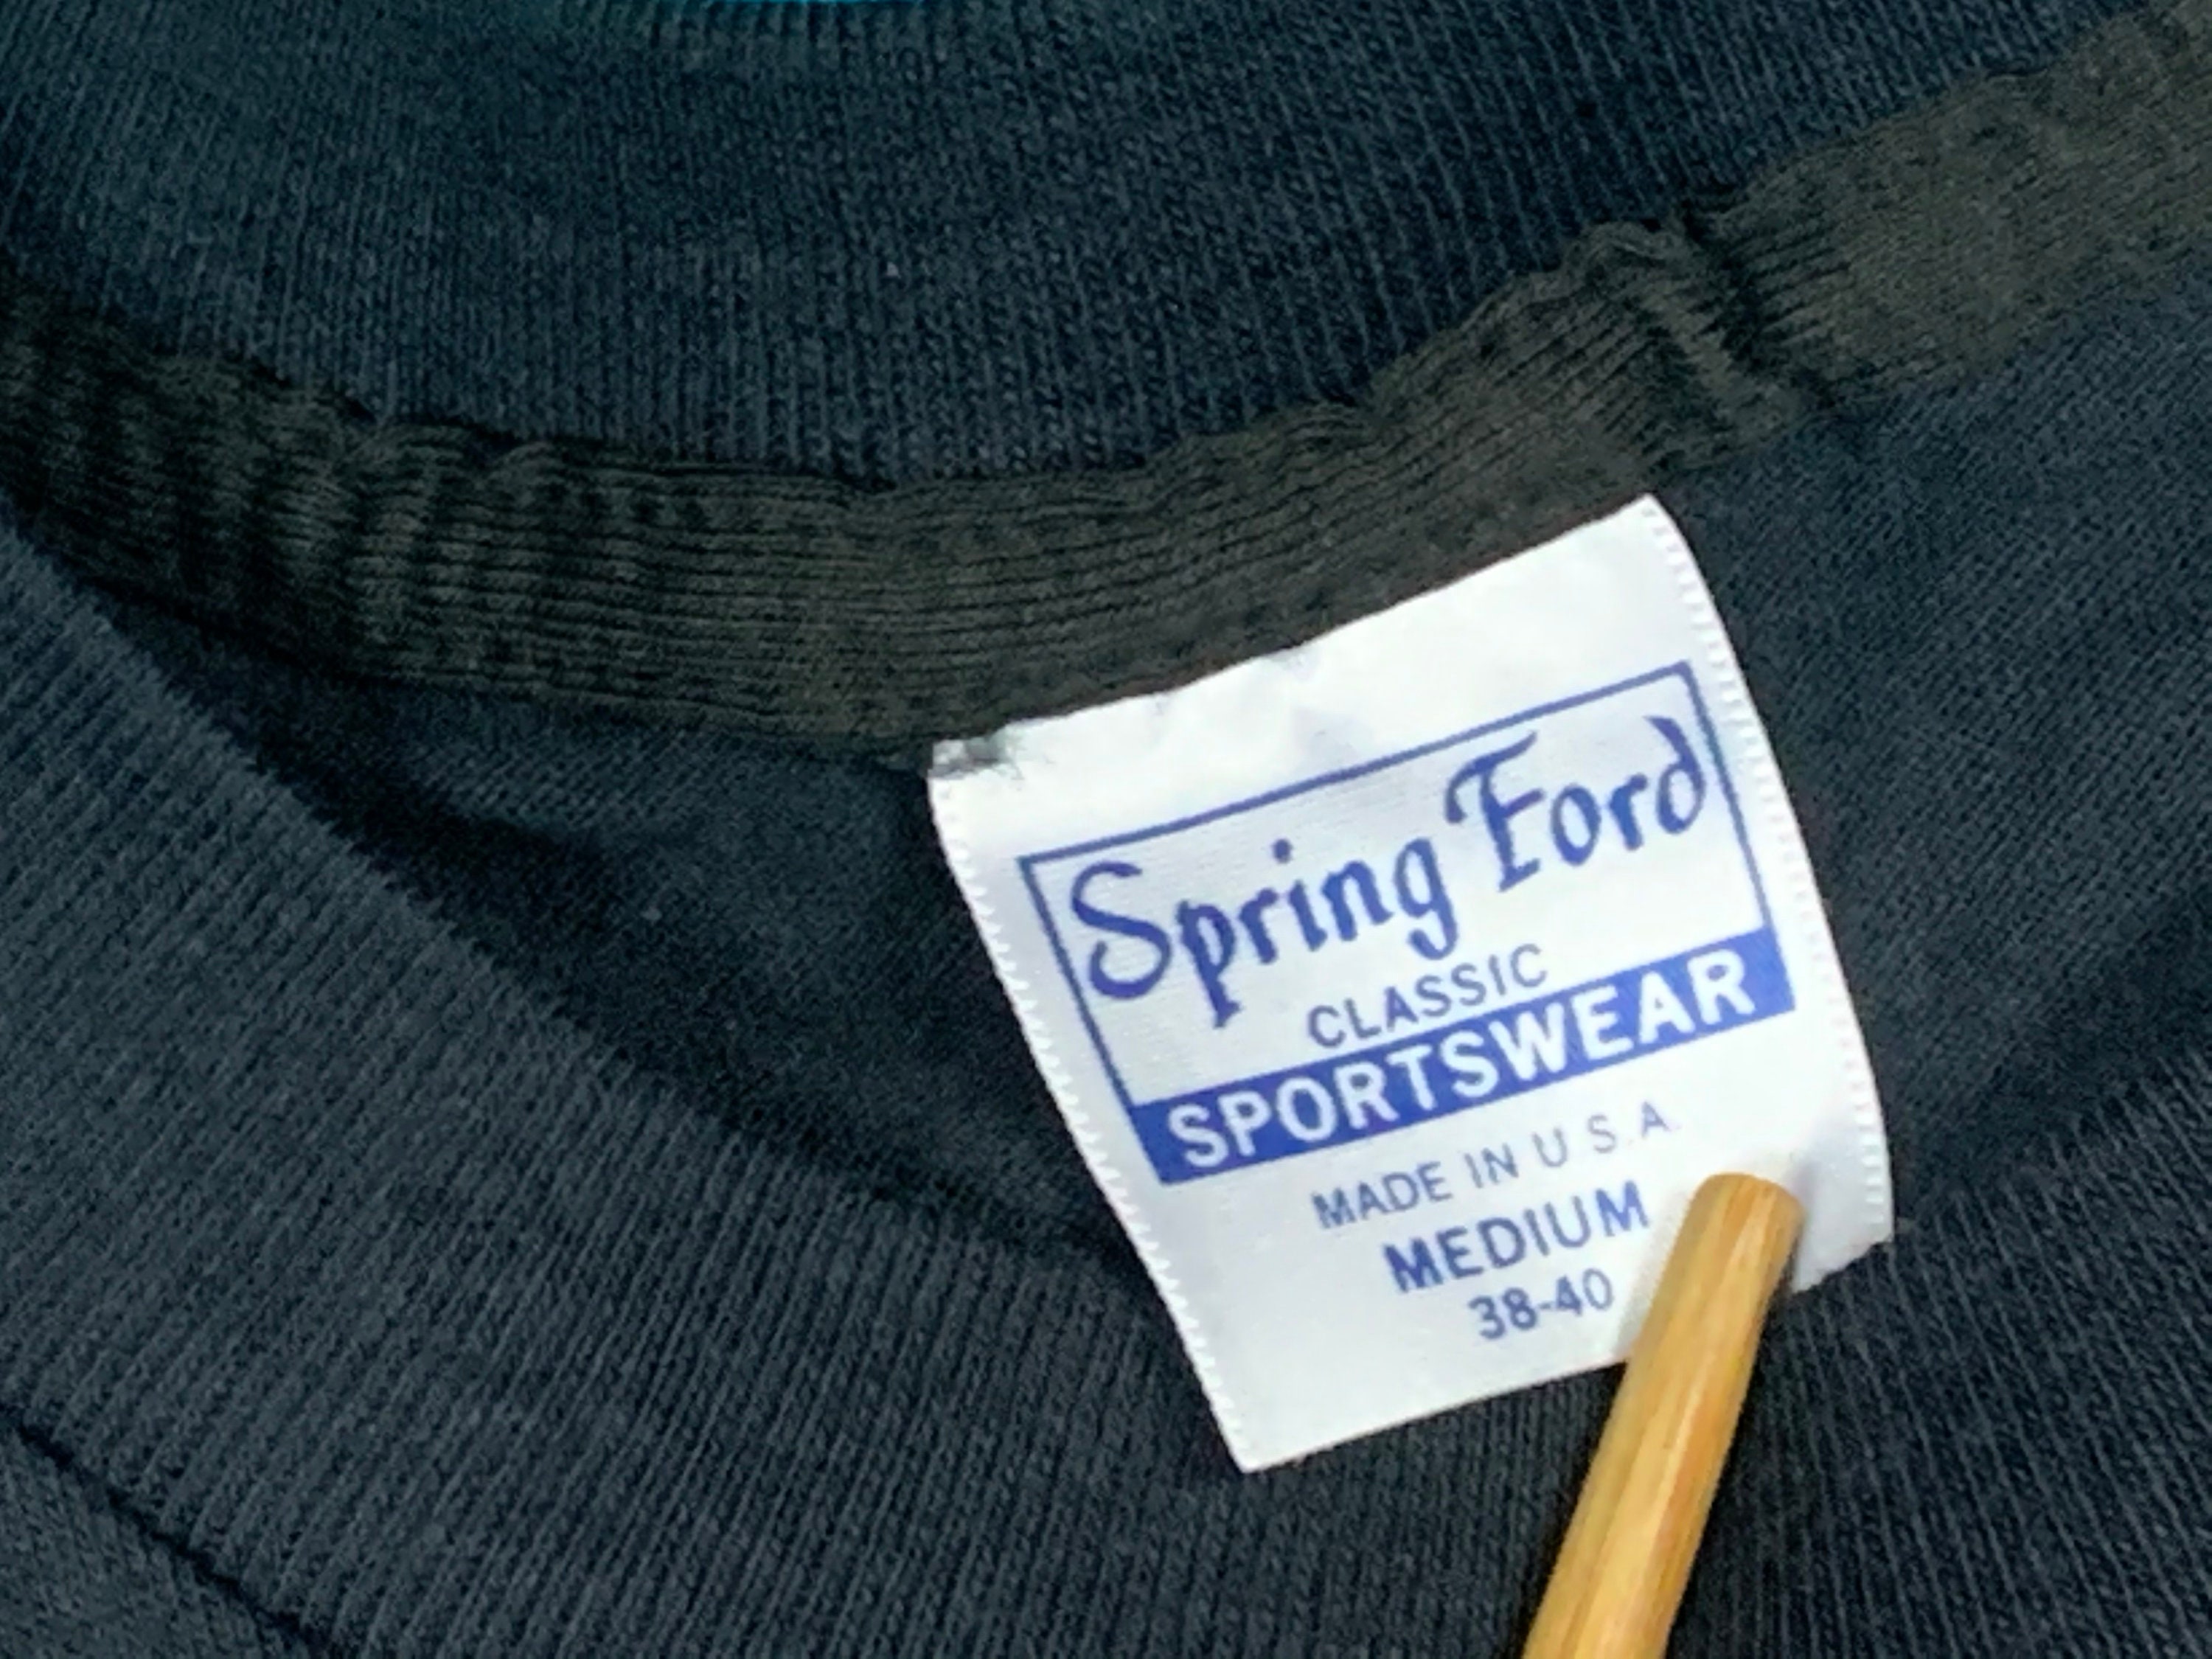 Spring Ford
CLASSIC
SPORTSWEAR
MADE IN U.S.A.
MEDIUM
38-40